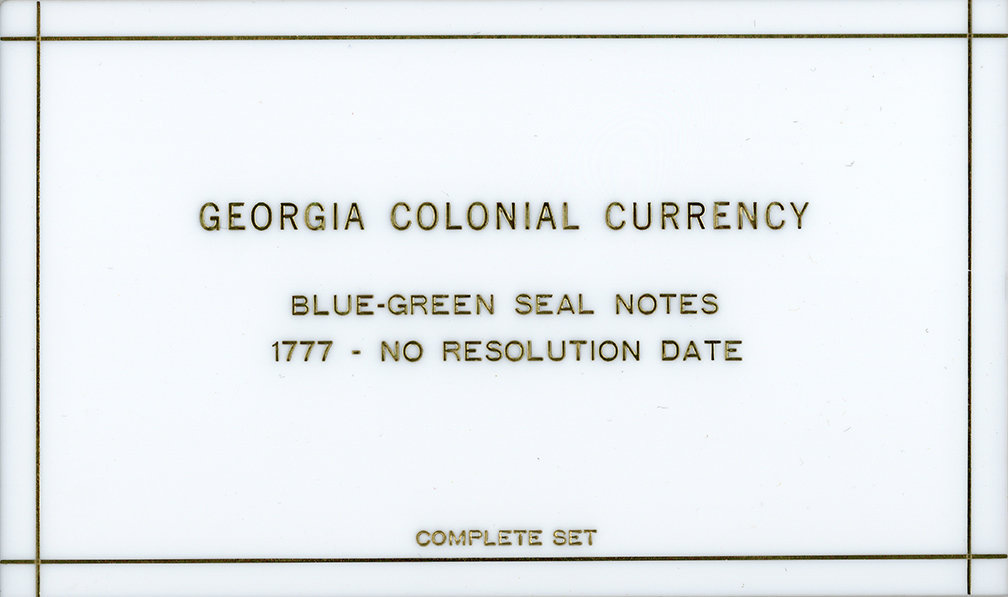 GEORGIA COLONIAL CURRENCY
BLUE-GREEN SEAL NOTES
1777 - NO RESOLUTION DATE
COMPLETE SET